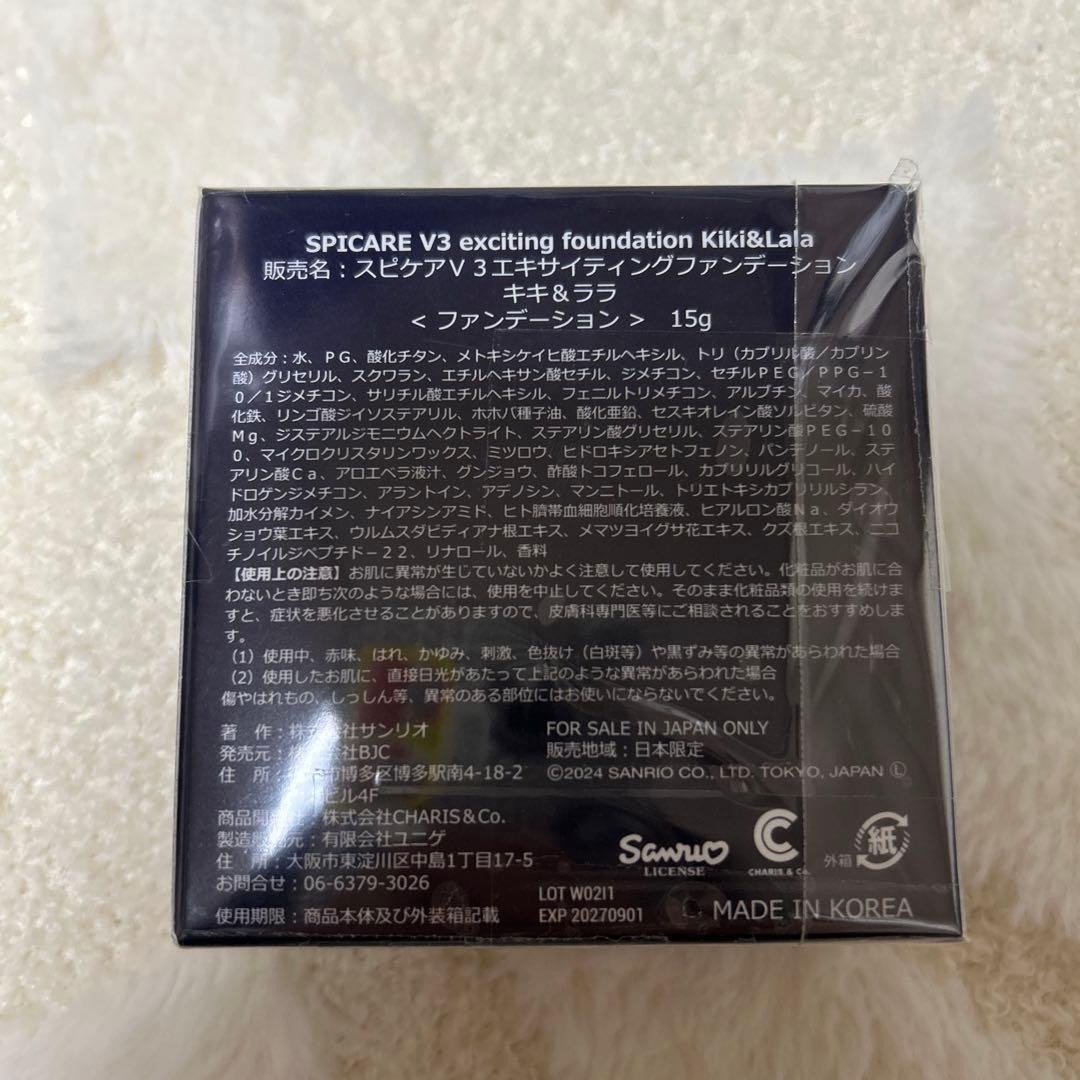 SPICARE V3 exciting foundation Kiki&Lala
販売名：スピケアＶ３エキサイティングファンデーション
キキ＆ララ
＜ファンデーション＞　15g
全成分：水、ＰＧ、酸化チタン、メトキシケイヒ酸エチルヘキシル、トリ（カプリル酸／カプリン
酸）グリセリル、スクワラン、エチルヘキサン酸セチル、ジメチコン、セチルＰＥＧ／ＰＰＧ－１
０／１ジメチコン、サリチル酸エチルヘキシル、フェニルトリメチコン、アルブチン、マイカ、酸
化鉄、リンゴ酸ジイソステアリル、ホホバ種子油、酸化亜鉛、セスキオレイン酸ソルビタン、硫酸
Ｍｇ、ジステアルジモニウムヘクトライト、ステアリン酸グリセリル、ステアリン酸ＰＥＧ－１０
０、マイクロクリスタリンワックス、ミツロウ、ヒドロキシアセトフェノン、パンテノール、ステ
アリン酸Ｃａ、アロエベラ液汁、グンジョウ、酢酸トコフェロール、カプリリルグリコール、ハイ
ドロゲンジメチコン、アラントイン、アデノシン、マンニトール、トリエトキシカプリリルシラン、
加水分解カイメン、ナイアシンアミド、ヒト臍帯血細胞順化培養液、ヒアルロン酸Ｎａ、ダイオウ
ショウ葉エキス、ウルムスダビディアナ根エキス、メマツヨイグサ花エキス、クズ根エキス、ニコ
チノイルジペプチド－２２、リナロール、香料
【使用上の注意】お肌に異常が生じていないかよく注意して使用してください。化粧品がお肌に合
わないとき即ち次のような場合には、使用を中止してください。そのまま化粧品類の使用を続けま
すと、症状を悪化させることがありますので、皮膚科専門医等にご相談されることをおすすめしま
す。
（1）使用中、赤味、はれ、かゆみ、刺激、色抜け（白斑等）や黒ずみ等の異常があらわれた場合
（2）使用したお肌に、直接日光があたって上記のような異常があらわれた場合
傷やはれもの、しっしん等、異常のある部位にはお使いにならないでください。
著　作：株式会社サンリオ
発売元：株 会社BJC
住　所： 市博多区博多駅南4-18-2
ビル4F
商品開 株式会社CHARIS＆Co.
製造販売元：有限会社ユニゲ
住　所：大阪市東淀川区中島1丁目17-5
お問合せ：06-6379-3026
使用期限：商品本体及び外装箱記載
FOR SALE IN JAPAN ONLY
販売地域：日本限定
©2024 SANRIO CO., LTD. TOKYO, JAPAN Ⓛ
Sanrio
LICENSE
CHARIS & Co.
外箱
紙
LOT W02I1
EXP 20270901
MADE IN KOREA